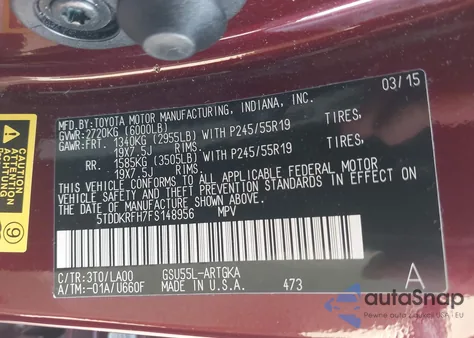 MFD.BY:TOYOTA MOTOR MANUFACTURING, INDIANA, INC. 03/15
GVWR:2720KG (6000LB)
GAWR:FRT. 1340KG (2955LB) WITH P245/55R19 TIRES,
19X7.5J RIMS,
RR. 1585KG (3505LB) WITH P245/55R19 TIRES,
19X7.5J RIMS.
THIS VEHICLE CONFORMS TO ALL APPLICABLE FEDERAL MOTOR
VEHICLE SAFETY STANDARDS IN EFFECT
ON THE DATE OF MANUFACTURE SHOWN ABOVE.
5TDDKRFH7FS148956 MPV
C/TR:3T0/LA00 GSU55L-ARTGKA A
A/TM:-01A/U660F MADE IN U.S.A. 473
CAUTION
ATTENTION
autoSnap